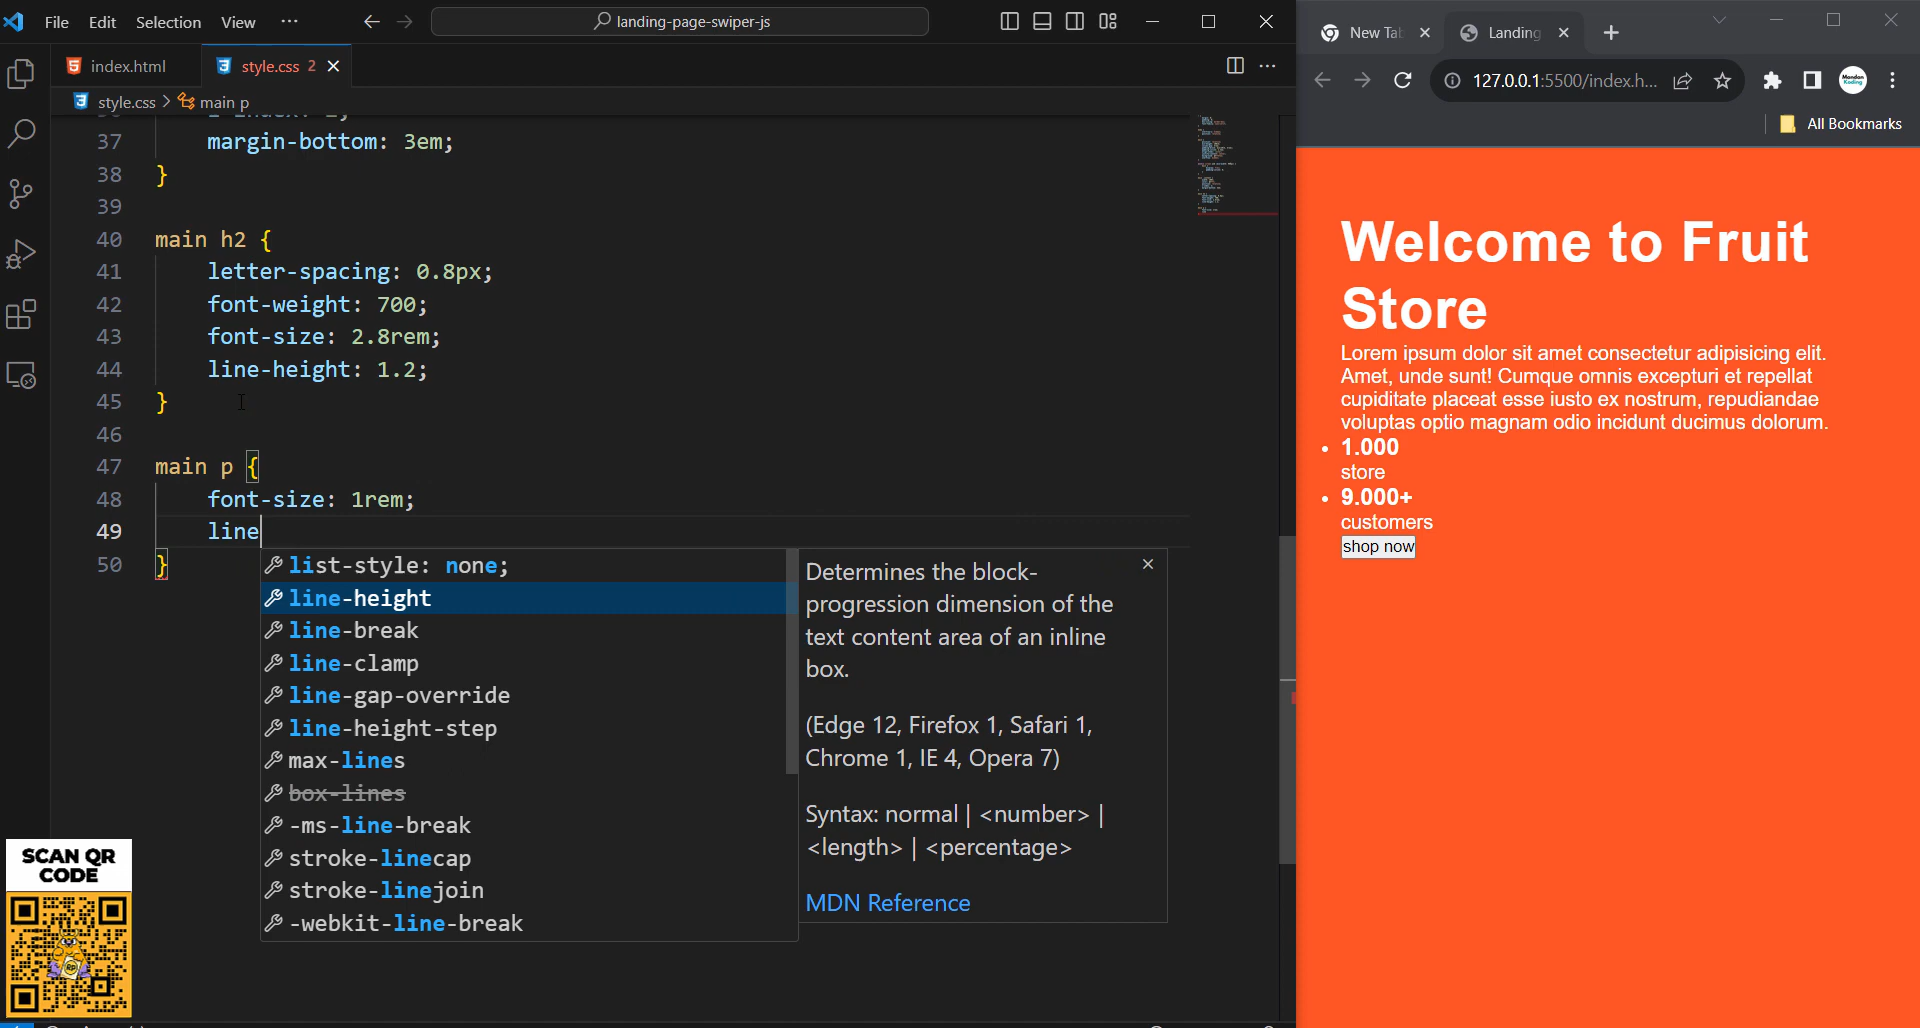 File Edit Selection View ···
landing-page-swiper-js
index.html
style.css 2
style.css > main p
37 margin-bottom: 3em;
38 }
39
40 main h2 {
41 letter-spacing: 0.8px;
42 font-weight: 700;
43 font-size: 2.8rem;
44 line-height: 1.2;
45 }
46
47 main p {
48 font-size: 1rem;
49 line
50 }
list-style: none;
line-height
line-break
line-clamp
line-gap-override
line-height-step
max-lines
box-lines
-ms-line-break
stroke-linecap
stroke-linejoin
-webkit-line-break
Determines the block-
progression dimension of the
text content area of an inline
box.
(Edge 12, Firefox 1, Safari 1,
Chrome 1, IE 4, Opera 7)
Syntax: normal | <number> |
<length> | <percentage>
MDN Reference
SCAN QR
CODE
New Tab
Landing
127.0.0.1:5500/index.h...
All Bookmarks
Welcome to Fruit
Store
Lorem ipsum dolor sit amet consectetur adipisicing elit.
Amet, unde sunt! Cumque omnis excepturi et repellat
cupiditate placeat esse iusto ex nostrum, repudiandae
voluptas optio magnam odio incidunt ducimus dolorum.
• 1.000
store
• 9.000+
customers
shop now